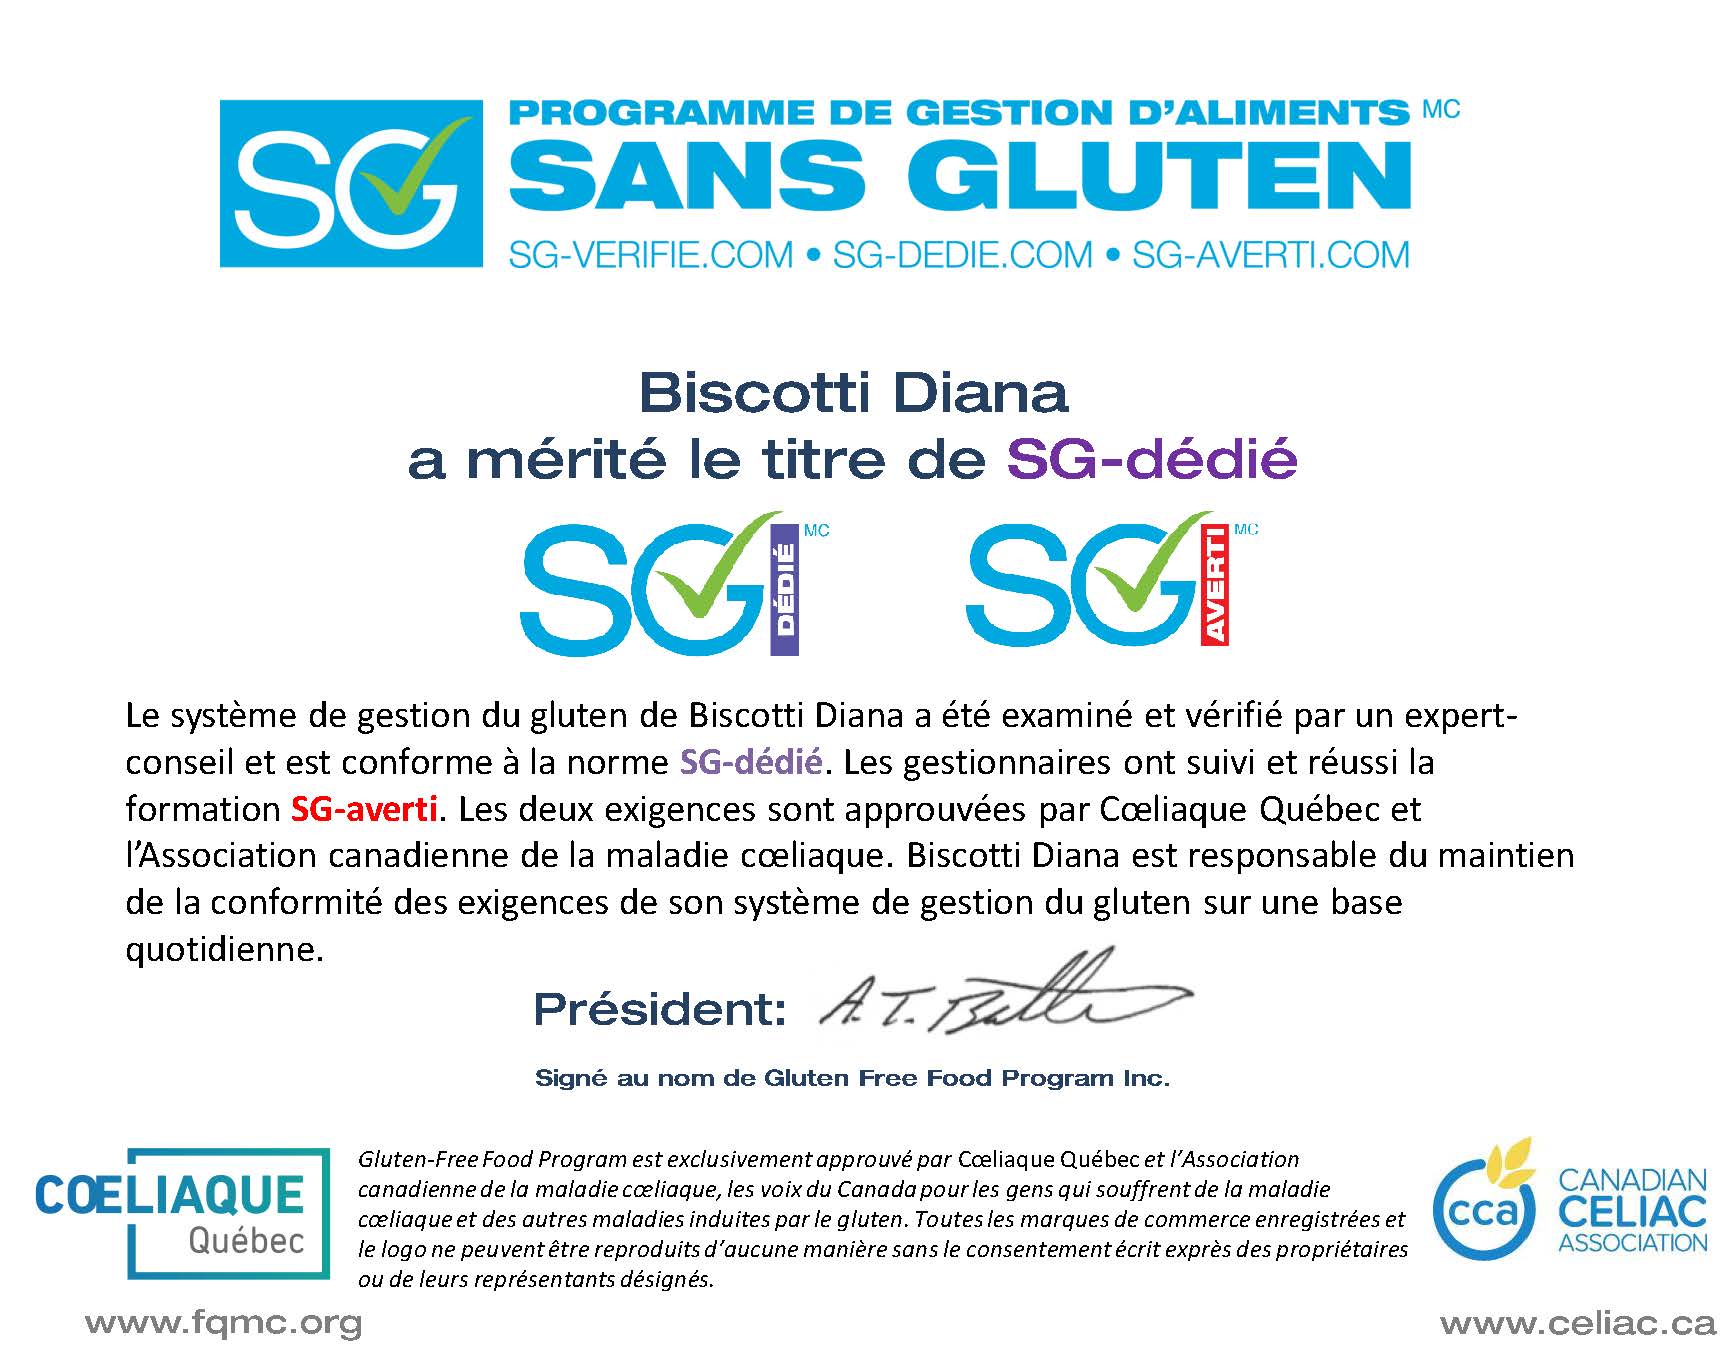 SG
PROGRAMME DE GESTION D'ALIMENTS MC
SANS GLUTEN
SG-VERIFIE.COM • SG-DEDIE.COM • SG-AVERTI.COM
Biscotti Diana
a mérité le titre de SG-dédié
SG DÉDIÉ MC
SG AVERTI MC
Le système de gestion du gluten de Biscotti Diana a été examiné et vérifié par un expert-
conseil et est conforme à la norme SG-dédié. Les gestionnaires ont suivi et réussi la
formation SG-averti. Les deux exigences sont approuvées par Cœliaque Québec et
l'Association canadienne de la maladie cœliaque. Biscotti Diana est responsable du maintien
de la conformité des exigences de son système de gestion du gluten sur une base
quotidienne.
Président: A.T.
Signé au nom de Gluten Free Food Program Inc.
CŒLIAQUE
Québec
Gluten-Free Food Program est exclusivement approuvé par Cœliaque Québec et l'Association
canadienne de la maladie cœliaque, les voix du Canada pour les gens qui souffrent de la maladie
cœliaque et des autres maladies induites par le gluten. Toutes les marques de commerce enregistrées et
le logo ne peuvent être reproduits d'aucune manière sans le consentement écrit exprès des propriétaires
ou de leurs représentants désignés.
cca
CANADIAN
CELIAC
ASSOCIATION
www.fqmc.org
www.celiac.ca